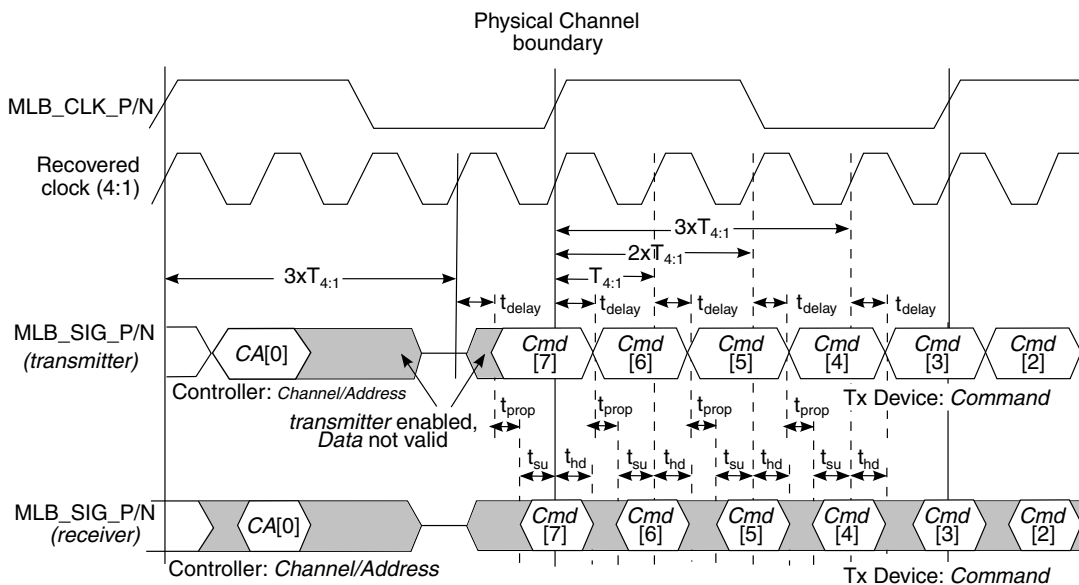 Physical Channel
boundary
MLB_CLK_P/N
Recovered
clock (4:1)
3xT4:1
2xT4:1
3xT4:1
T4:1
tdelay tdelay tdelay tdelay tdelay
MLB_SIG_P/N
(transmitter)
CA[0]
Cmd
[7]
Cmd
[6]
Cmd
[5]
Cmd
[4]
Cmd
[3]
Cmd
[2]
Controller: Channel/Address
transmitter enabled,
Data not valid
Tx Device: Command
tprop tprop tprop tprop
tsu thd tsu thd tsu thd tsu thd
MLB_SIG_P/N
(receiver)
CA[0]
Cmd
[7]
Cmd
[6]
Cmd
[5]
Cmd
[4]
Cmd
[3]
Cmd
[2]
Controller: Channel/Address
Tx Device: Command